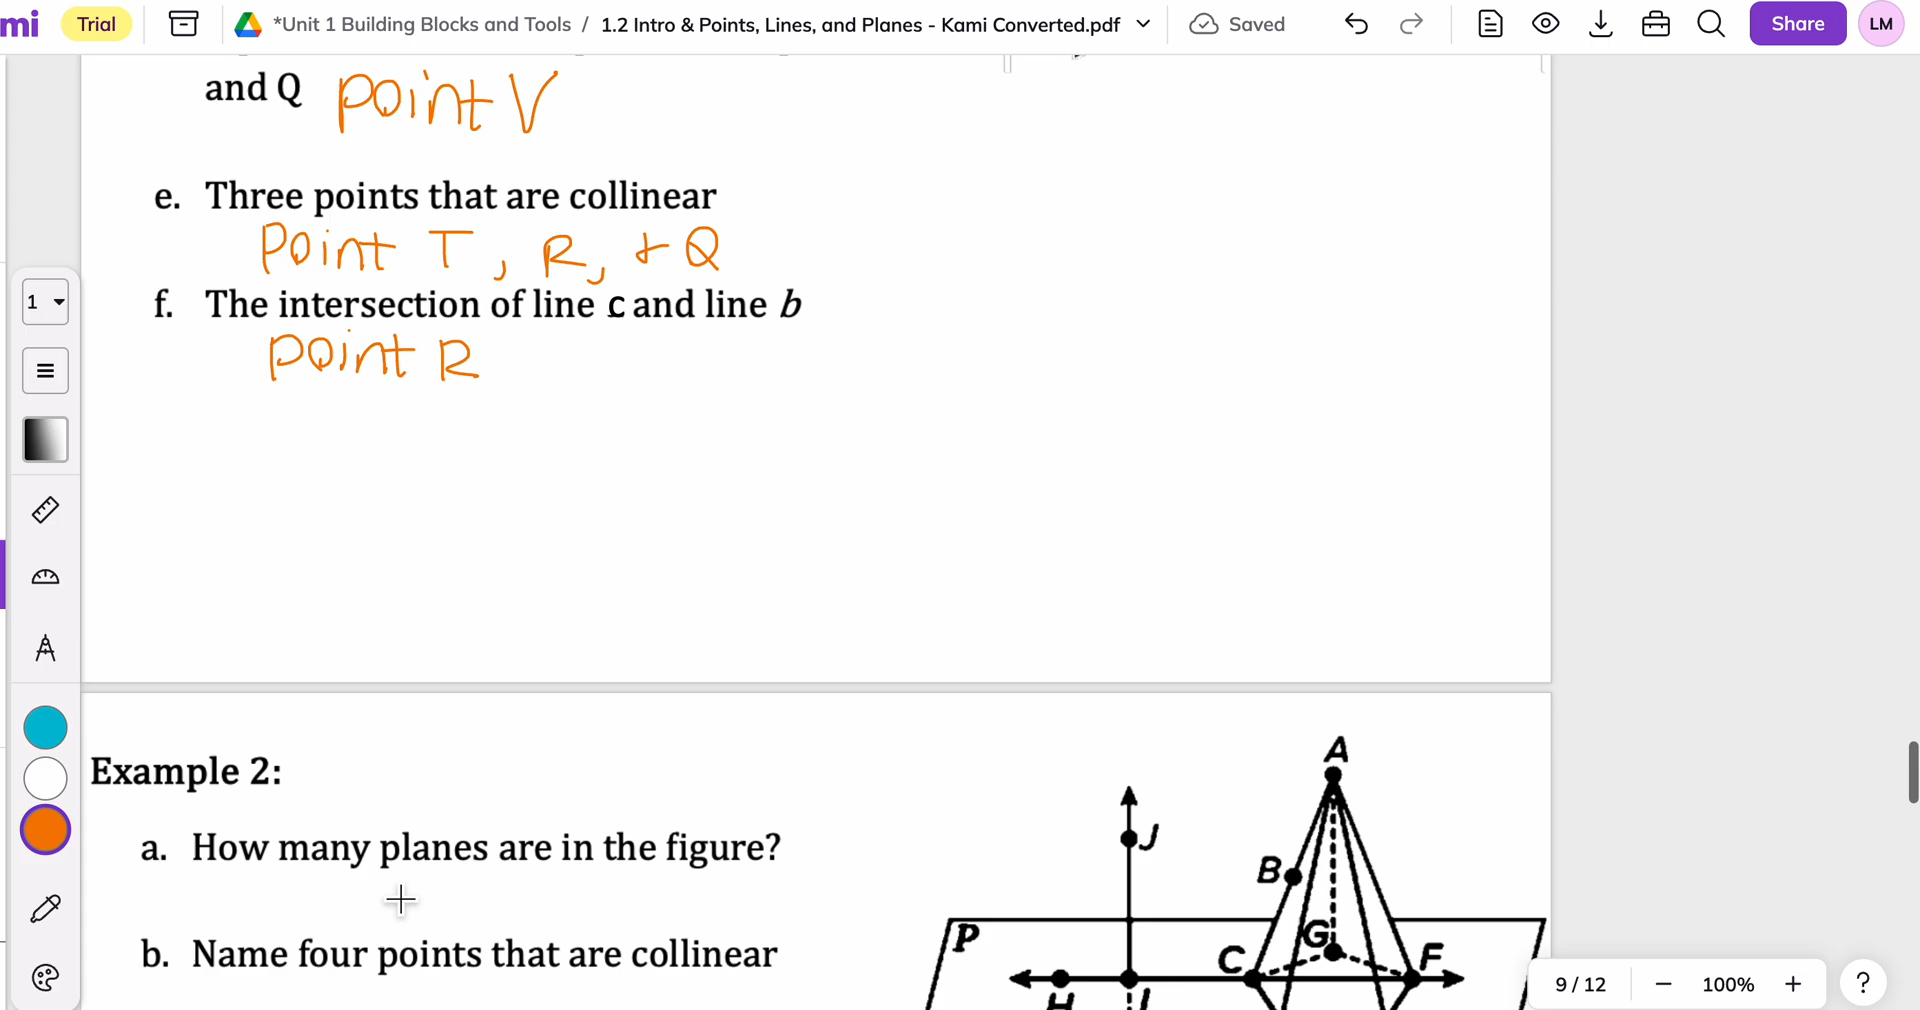 mi Trial *Unit 1 Building Blocks and Tools / 1.2 Intro & Points, Lines, and Planes - Kami Converted.pdf Saved Share LM
and Q Point V
e. Three points that are collinear
Point T, R, + Q
f. The intersection of line c and line b
Point R
1
Example 2:
A
a. How many planes are in the figure?
J
B
P
G
b. Name four points that are collinear
C
F
H
9 / 12 − 100% + ?